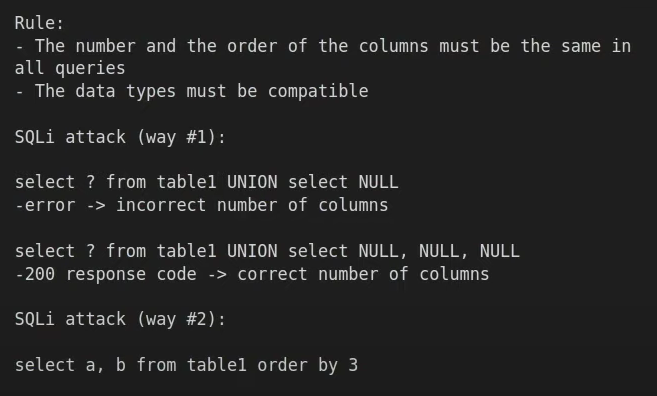 Rule:
- The number and the order of the columns must be the same in
all queries
- The data types must be compatible
SQLi attack (way #1):
select ? from table1 UNION select NULL
-error -> incorrect number of columns
select ? from table1 UNION select NULL, NULL, NULL
-200 response code -> correct number of columns
SQLi attack (way #2):
select a, b from table1 order by 3